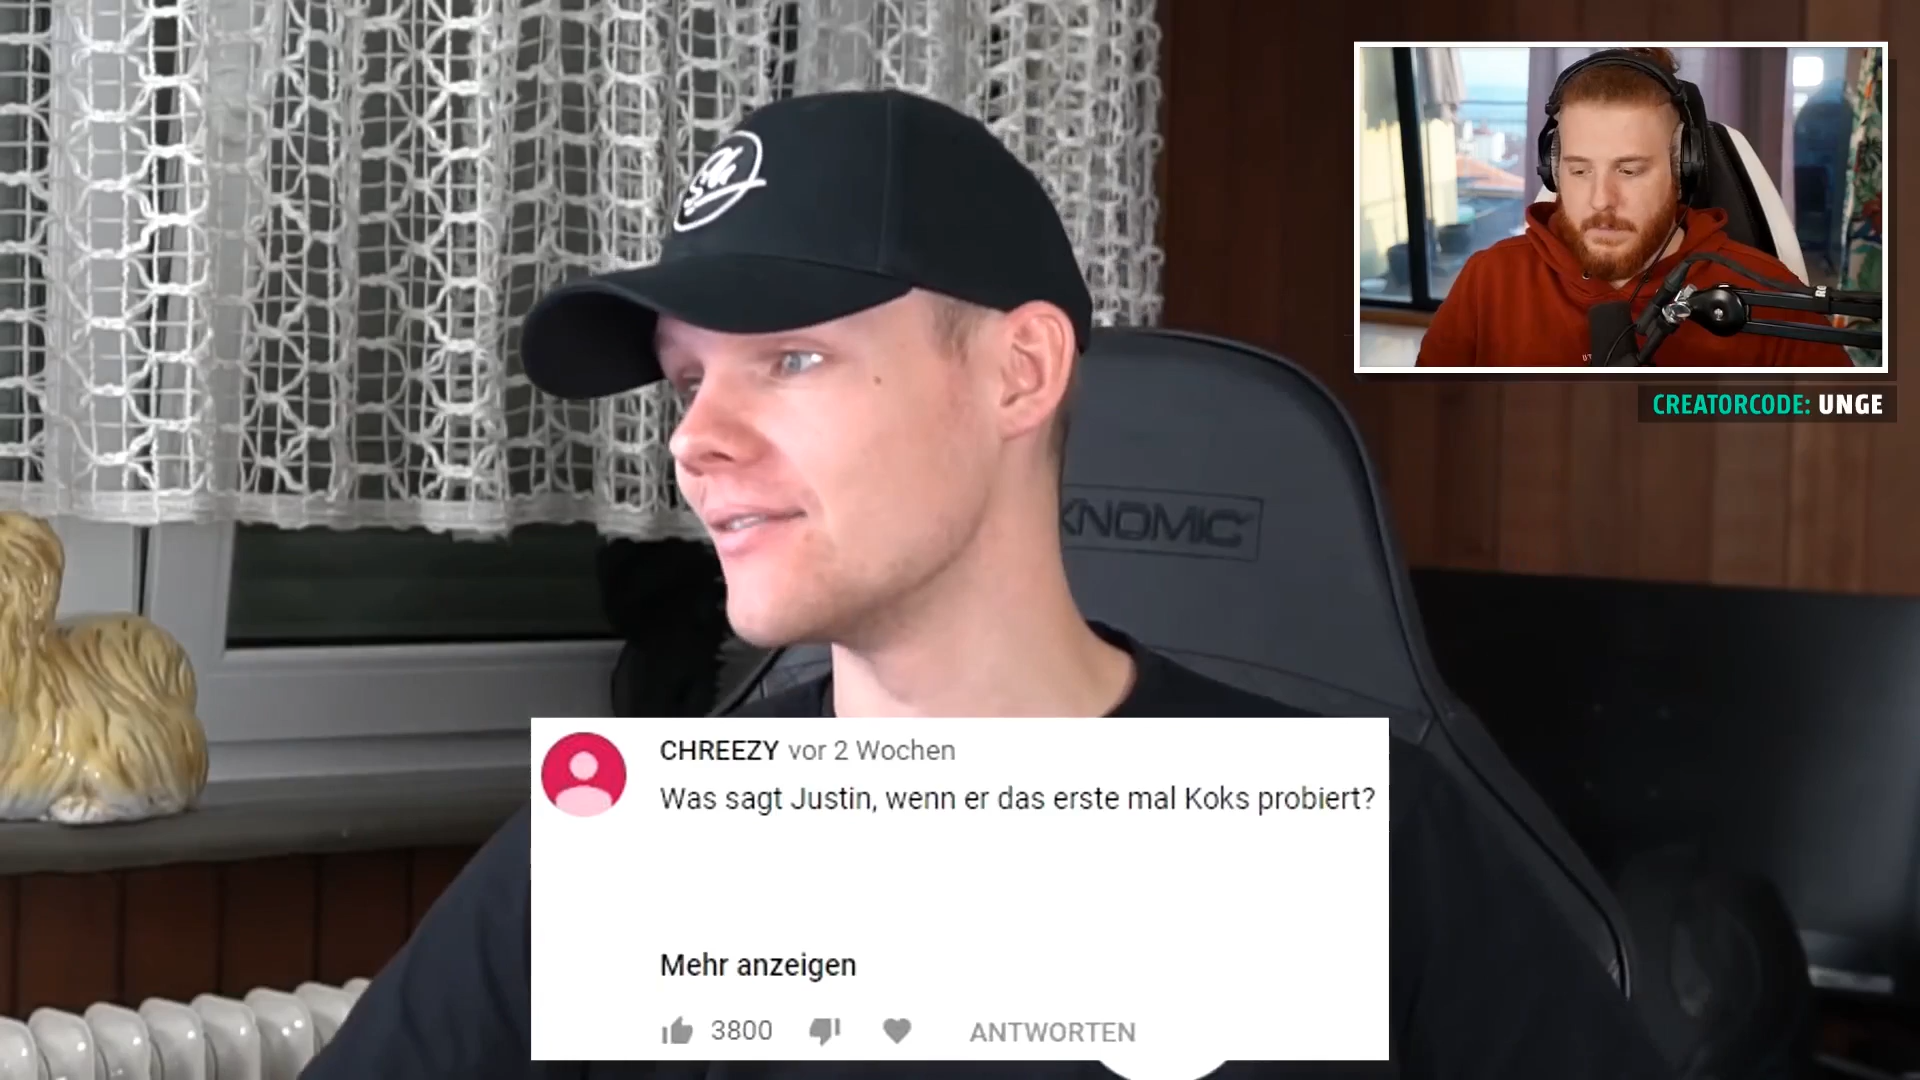 CREATORCODE: UNGE
KNOMIC
CHREEZY vor 2 Wochen
Was sagt Justin, wenn er das erste mal Koks probiert?
Mehr anzeigen
3800
ANTWORTEN